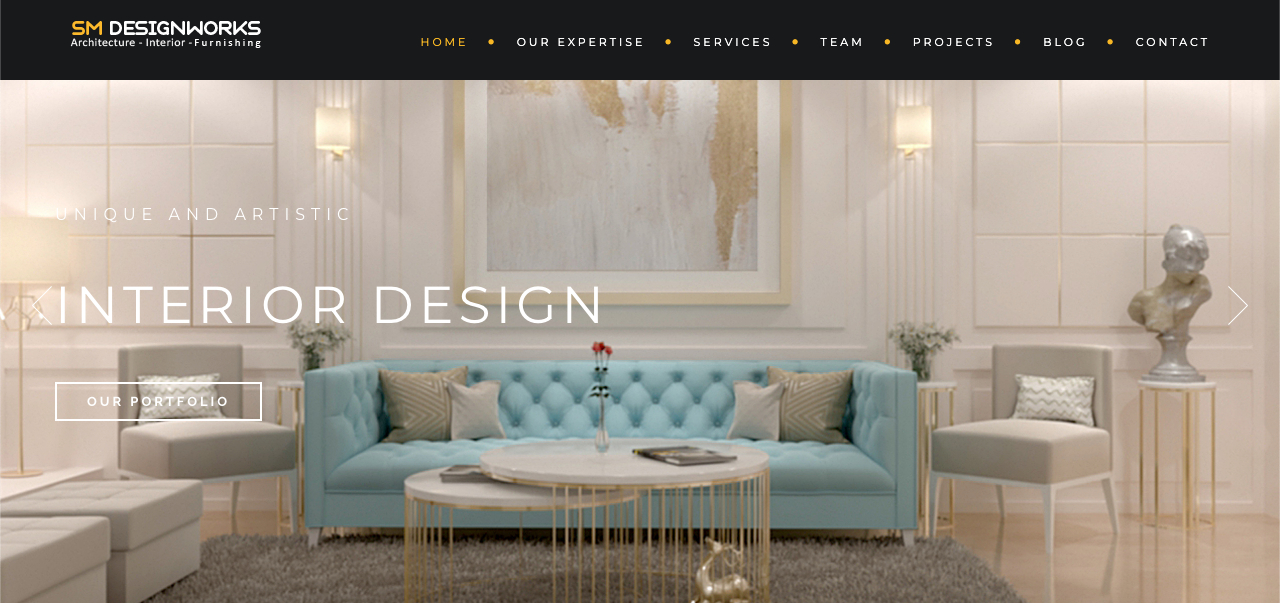 SM DESIGNWORKS
Architecture - Interior - Furnishing
HOME • OUR EXPERTISE • SERVICES • TEAM • PROJECTS • BLOG • CONTACT
UNIQUE AND ARTISTIC
INTERIOR DESIGN
OUR PORTFOLIO